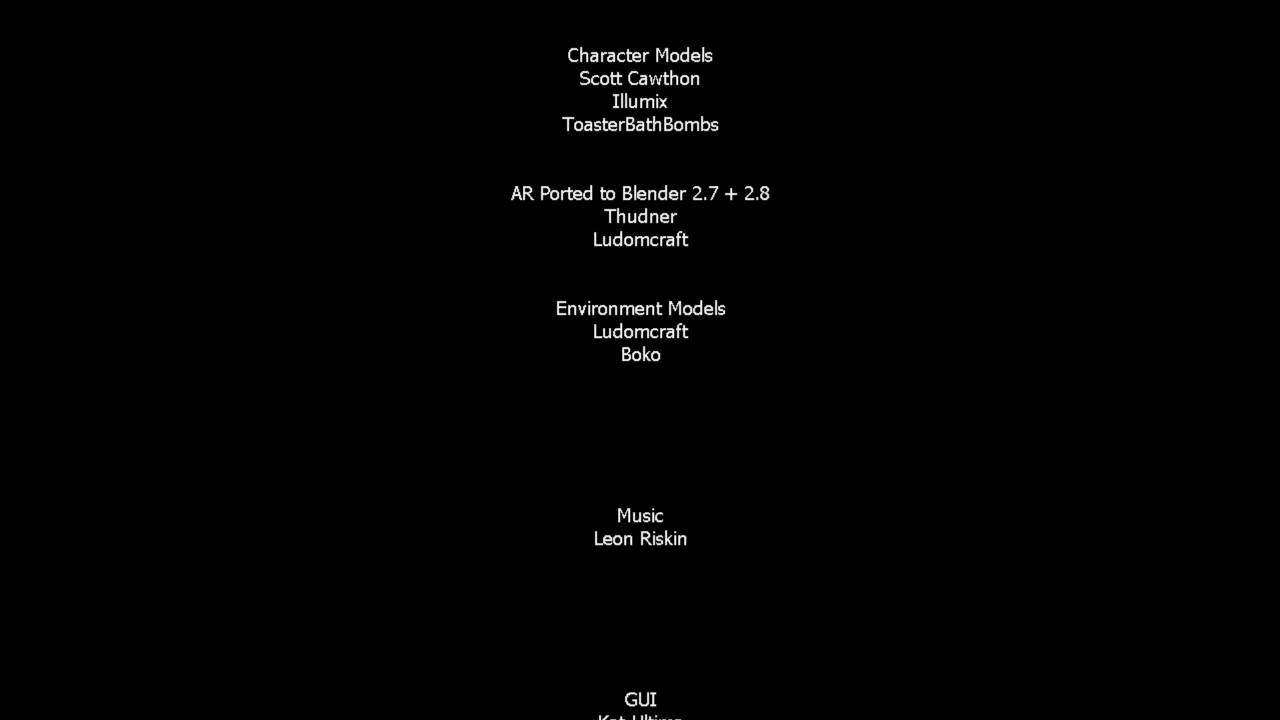 Character Models
Scott Cawthon
Illumix
ToasterBathBombs
AR Ported to Blender 2.7 + 2.8
Thudner
Ludomcraft
Environment Models
Ludomcraft
Boko
Music
Leon Riskin
GUI